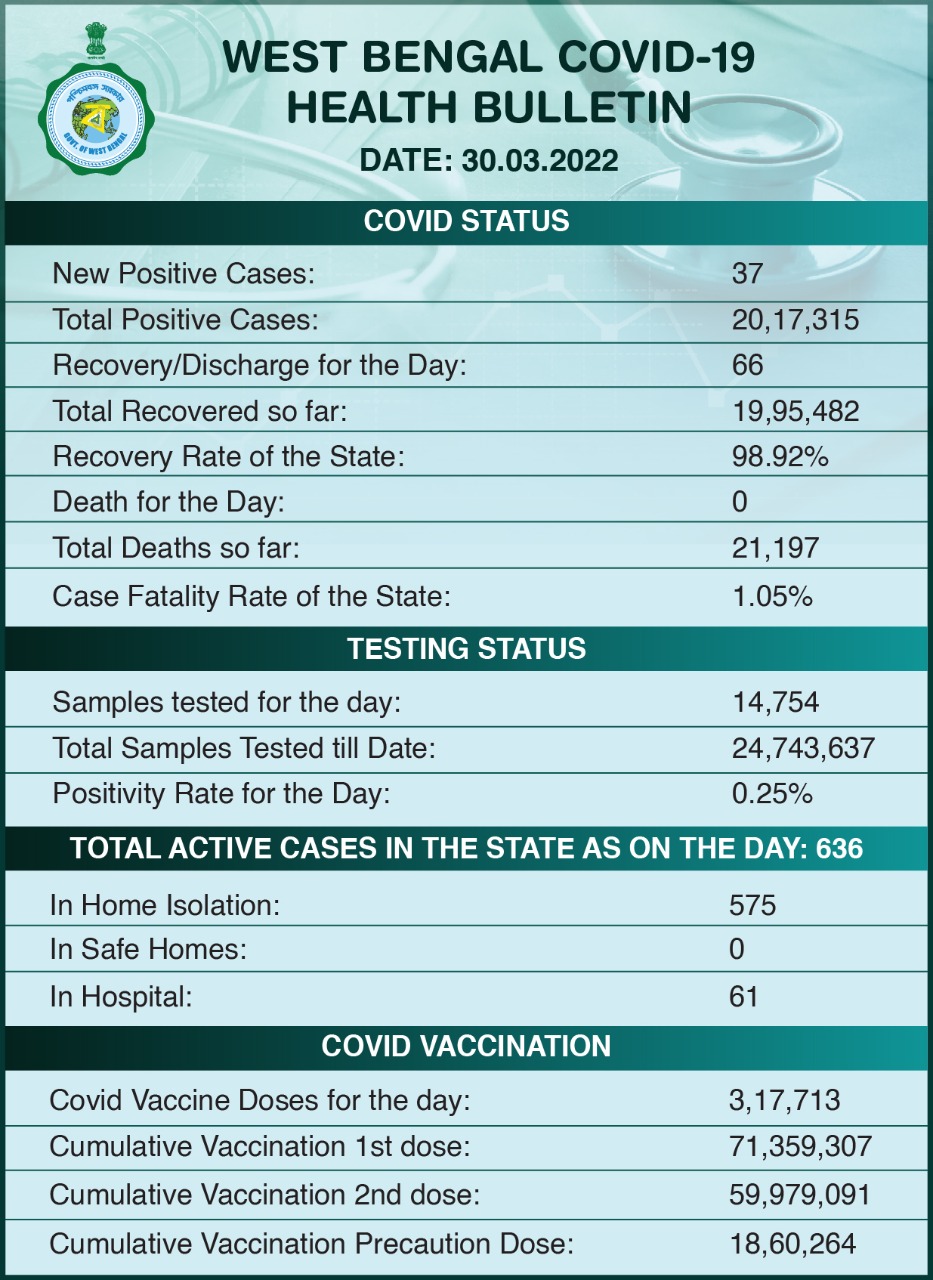 WEST BENGAL COVID-19
HEALTH BULLETIN
DATE: 30.03.2022
পশ্চিমবঙ্গ সরকার
ব
GOVT. OF WEST BENGAL
COVID STATUS
New Positive Cases: 37
Total Positive Cases: 20,17,315
Recovery/Discharge for the Day: 66
Total Recovered so far: 19,95,482
Recovery Rate of the State: 98.92%
Death for the Day: 0
Total Deaths so far: 21,197
Case Fatality Rate of the State: 1.05%
TESTING STATUS
Samples tested for the day: 14,754
Total Samples Tested till Date: 24,743,637
Positivity Rate for the Day: 0.25%
TOTAL ACTIVE CASES IN THE STATE AS ON THE DAY: 636
In Home Isolation: 575
In Safe Homes: 0
In Hospital: 61
COVID VACCINATION
Covid Vaccine Doses for the day: 3,17,713
Cumulative Vaccination 1st dose: 71,359,307
Cumulative Vaccination 2nd dose: 59,979,091
Cumulative Vaccination Precaution Dose: 18,60,264